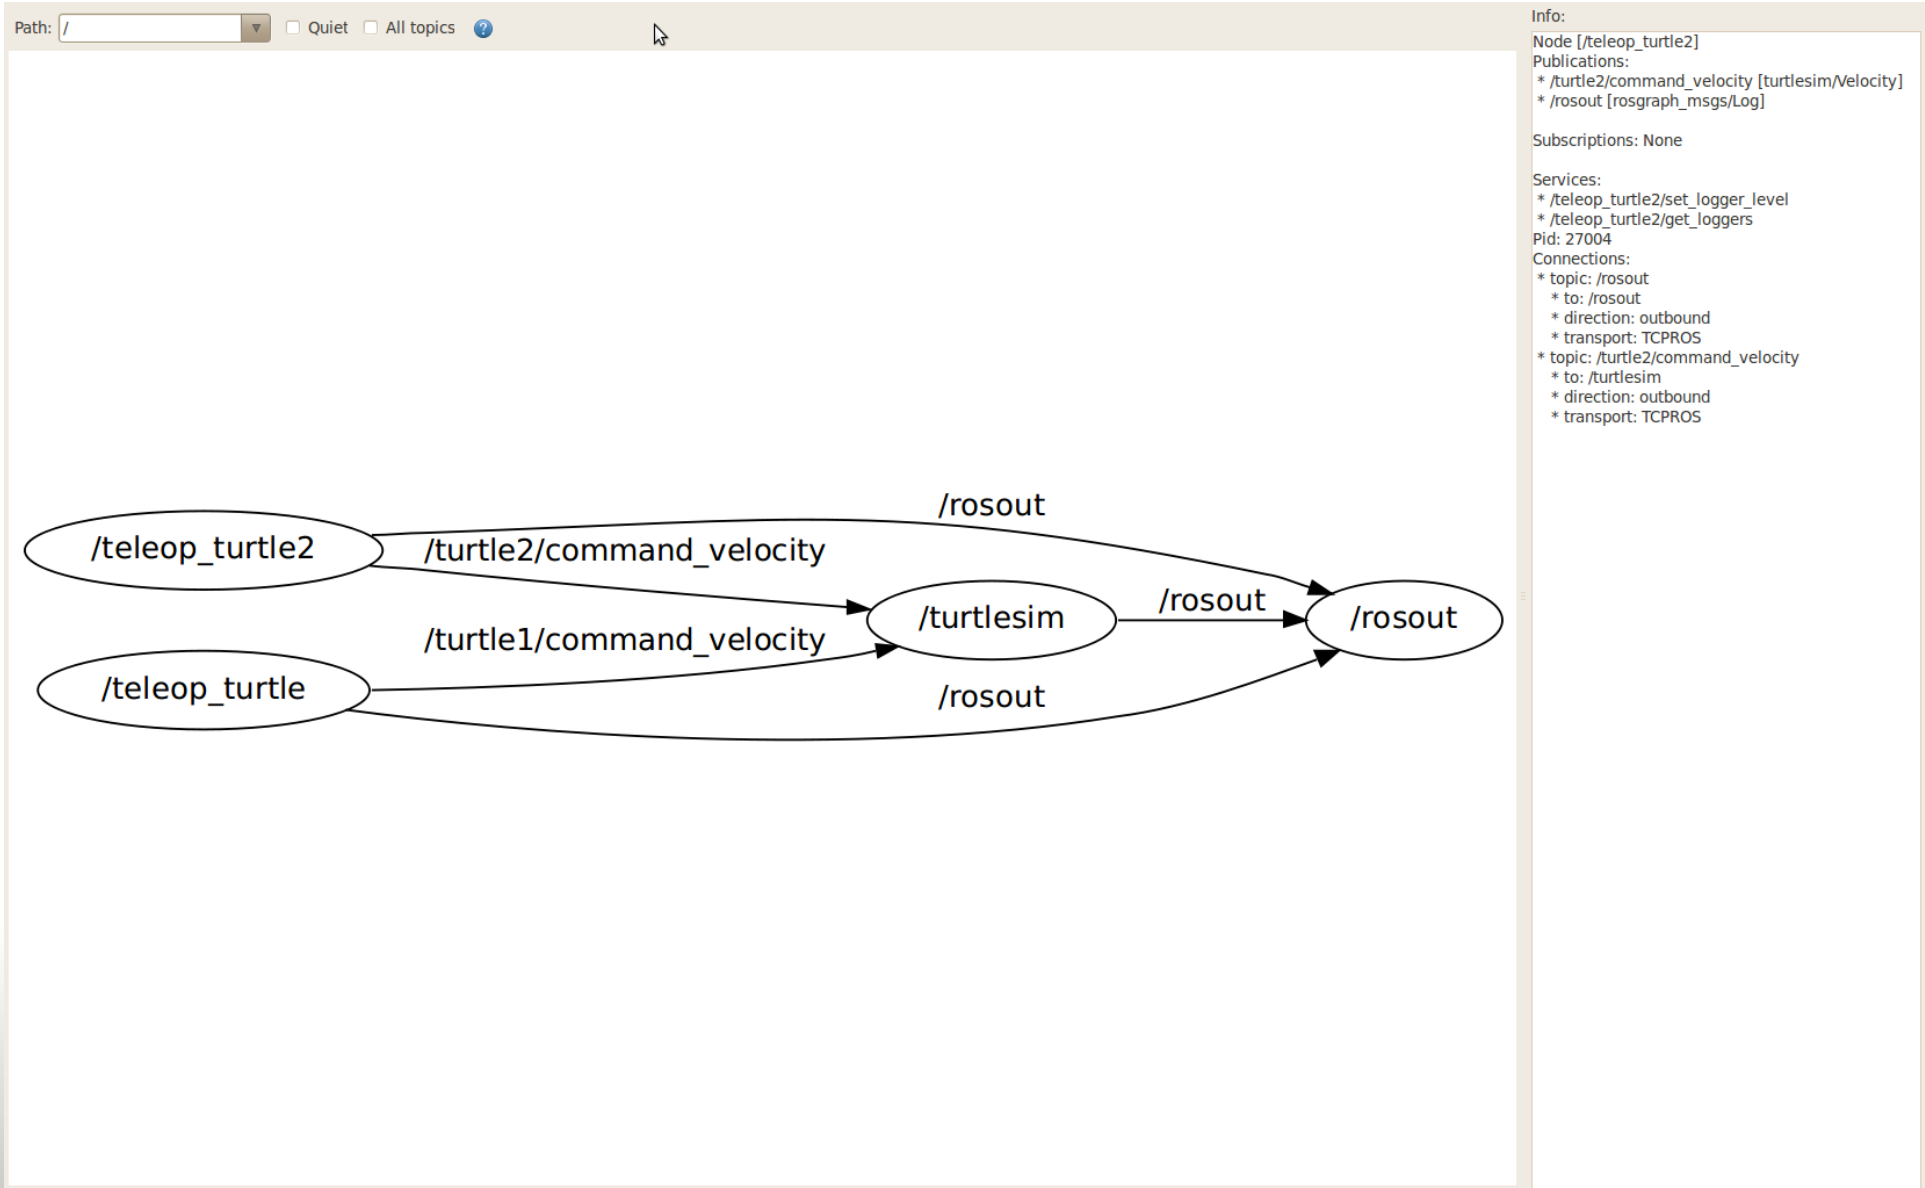 Path: /
Quiet
All topics
?
/rosout
/teleop_turtle2
/turtle2/command_velocity
/rosout
/turtlesim
/rosout
/turtle1/command_velocity
/teleop_turtle
/rosout
Info:
Node [/teleop_turtle2]
Publications:
* /turtle2/command_velocity [turtlesim/Velocity]
* /rosout [rosgraph_msgs/Log]
Subscriptions: None
Services:
* /teleop_turtle2/set_logger_level
* /teleop_turtle2/get_loggers
Pid: 27004
Connections:
* topic: /rosout
* to: /rosout
* direction: outbound
* transport: TCPROS
* topic: /turtle2/command_velocity
* to: /turtlesim
* direction: outbound
* transport: TCPROS